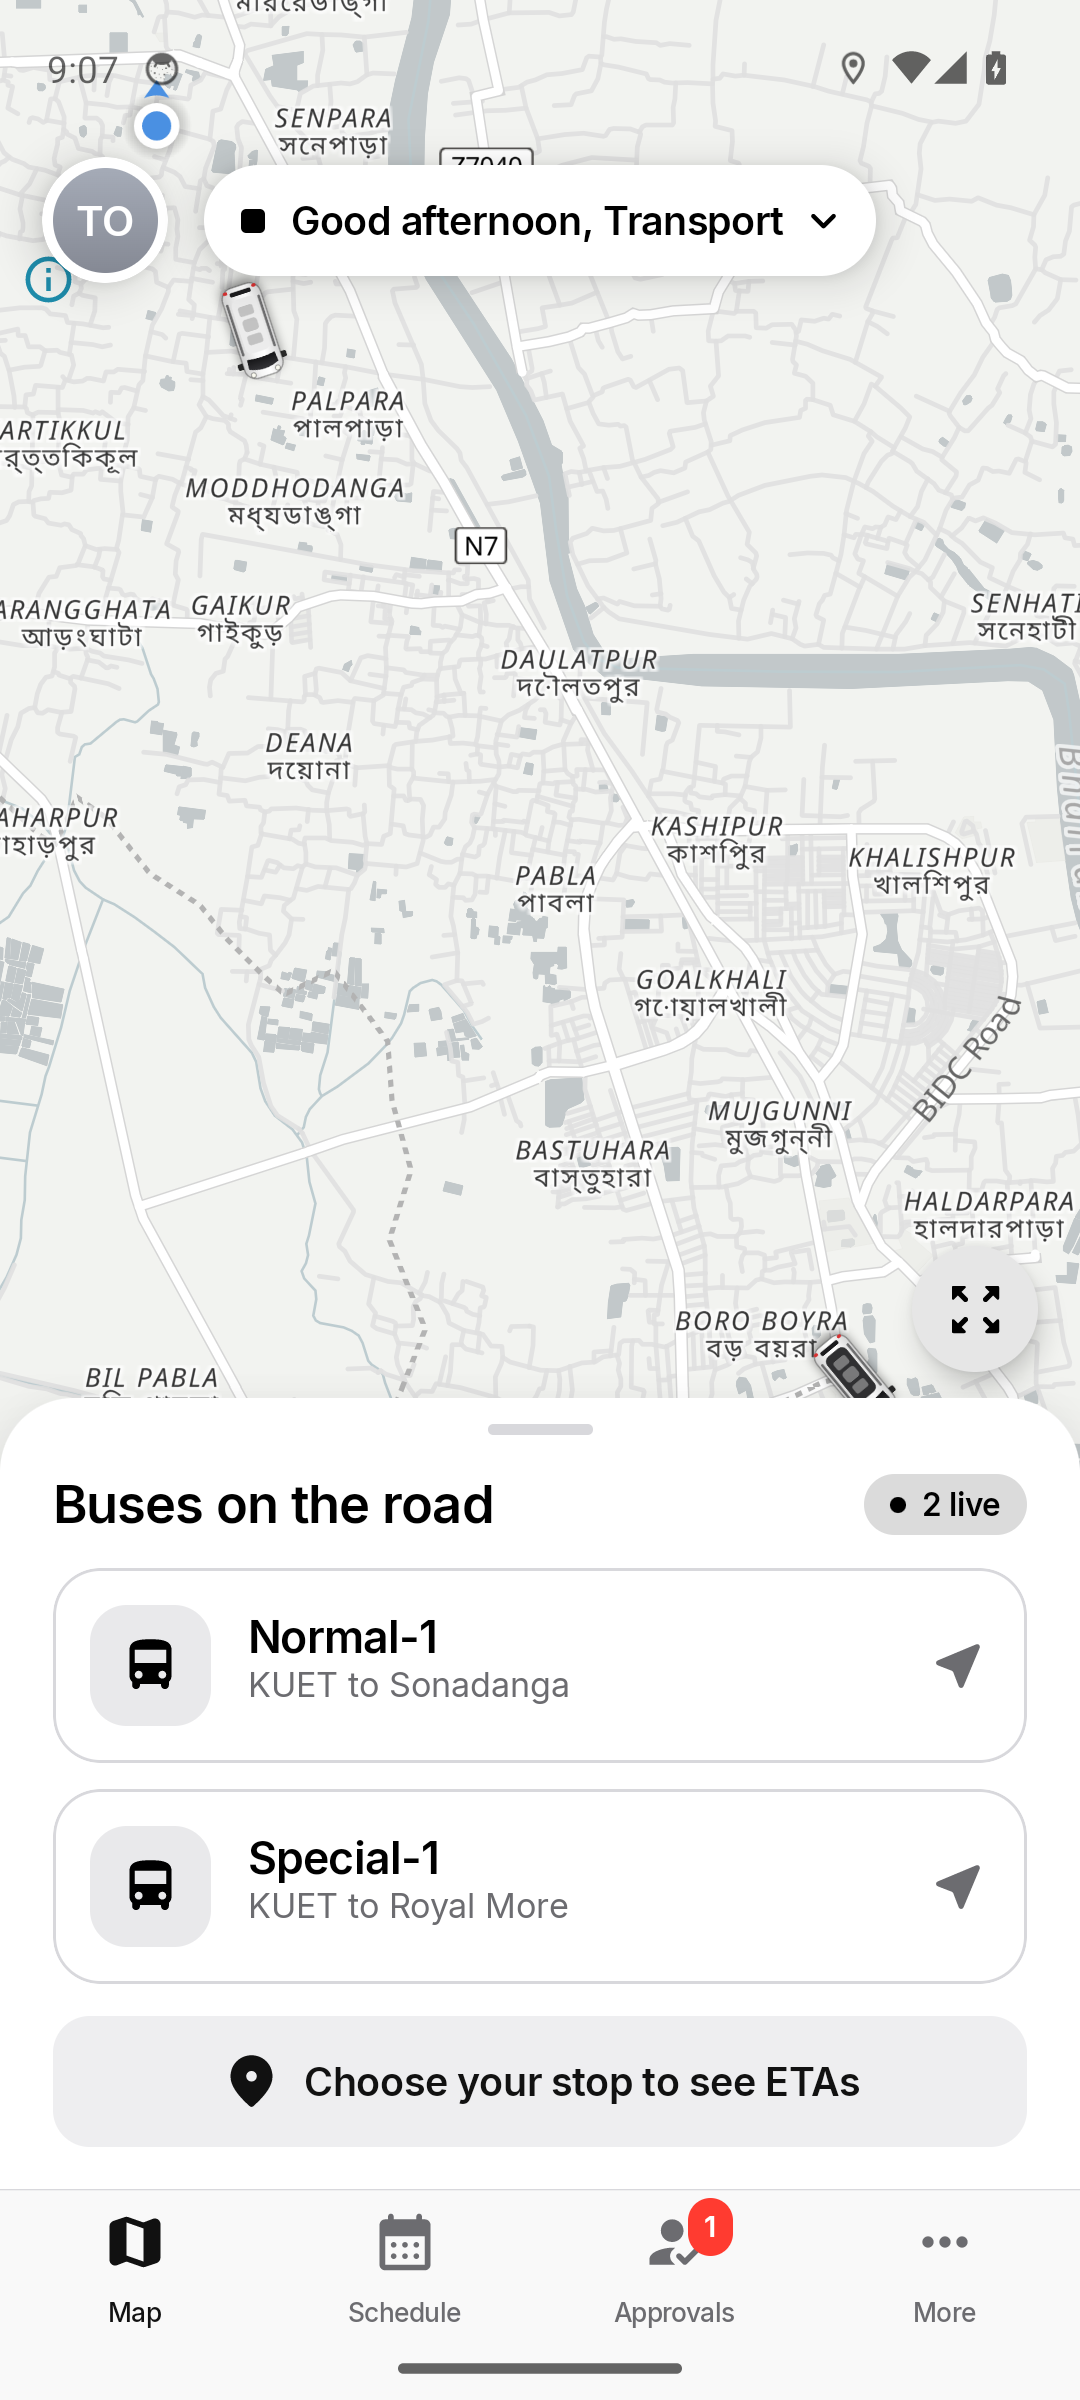 9:07
SENPARA
সেনপাড়া
Z7040
TO
Good afternoon, Transport
PALPARA
পালপাড়া
ARTIKKUL
MODDHODANGA
মধ্যডাঙ্গা
N7
ARANGGHATA
আড়ংঘাটা
GAIKUR
গাইকুড়
SENHATI
সেনহাটী
DAULATPUR
দৌলতপুর
DEANA
দেয়ানা
AHARPUR
াহাড়পুর
KASHIPUR
কাশিপুর
KHALISHPUR
খালিশপুর
PABLA
পাবলা
GOALKHALI
গোয়ালখালী
BIDC Road
MUJGUNNI
মুজগুন্নী
BASTUHARA
বাস্তুহারা
HALDARPARA
হালদারপাড়া
BORO BOYRA
বড় বয়রা
BIL PABLA
Buses on the road
2 live
Normal-1
KUET to Sonadanga
Special-1
KUET to Royal More
Choose your stop to see ETAs
1
Map
Schedule
Approvals
More